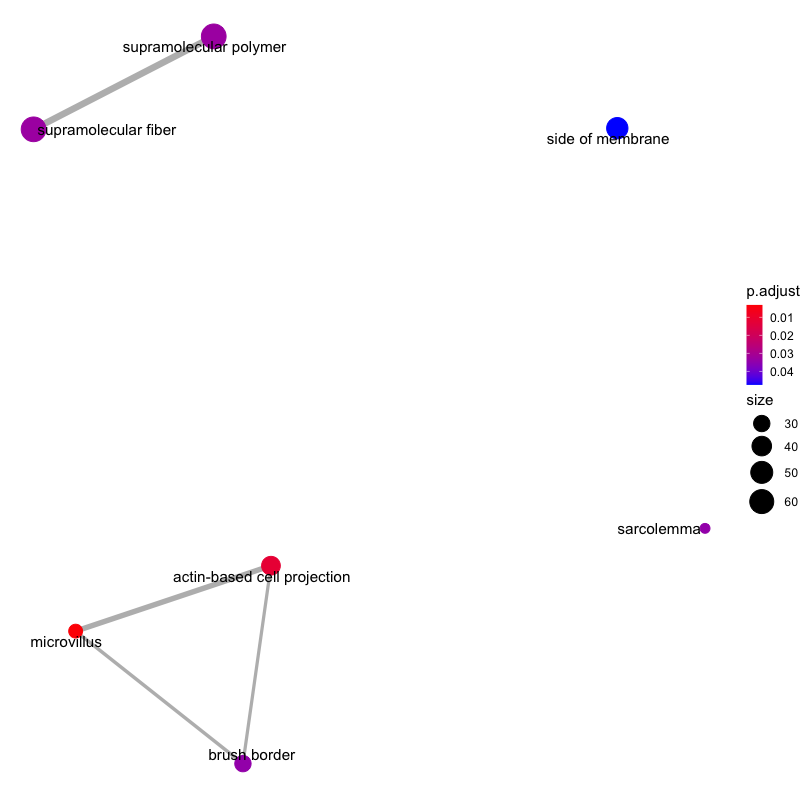 supramolecular polymer
supramolecular fiber
side of membrane
p.adjust
0.01
0.02
0.03
0.04
size
30
40
50
60
sarcolemma
actin-based cell projection
microvillus
brush border